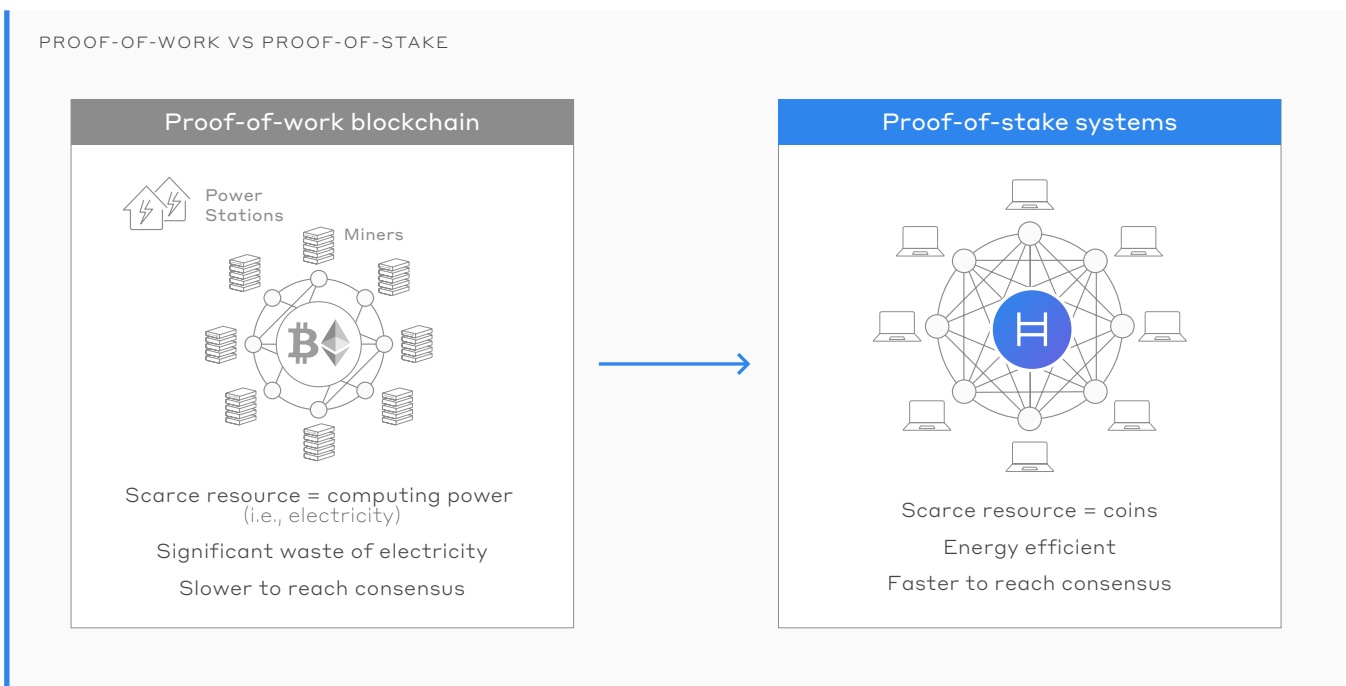 PROOF-OF-WORK VS PROOF-OF-STAKE
Proof-of-work blockchain
Power
Stations
Miners
Scarce resource = computing power
(i.e., electricity)
Significant waste of electricity
Slower to reach consensus
Proof-of-stake systems
Scarce resource = coins
Energy efficient
Faster to reach consensus